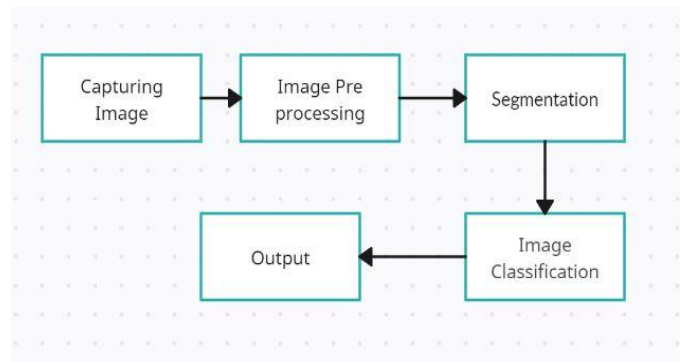 Capturing
Image
Image Pre
processing
Segmentation
Image
Classification
Output